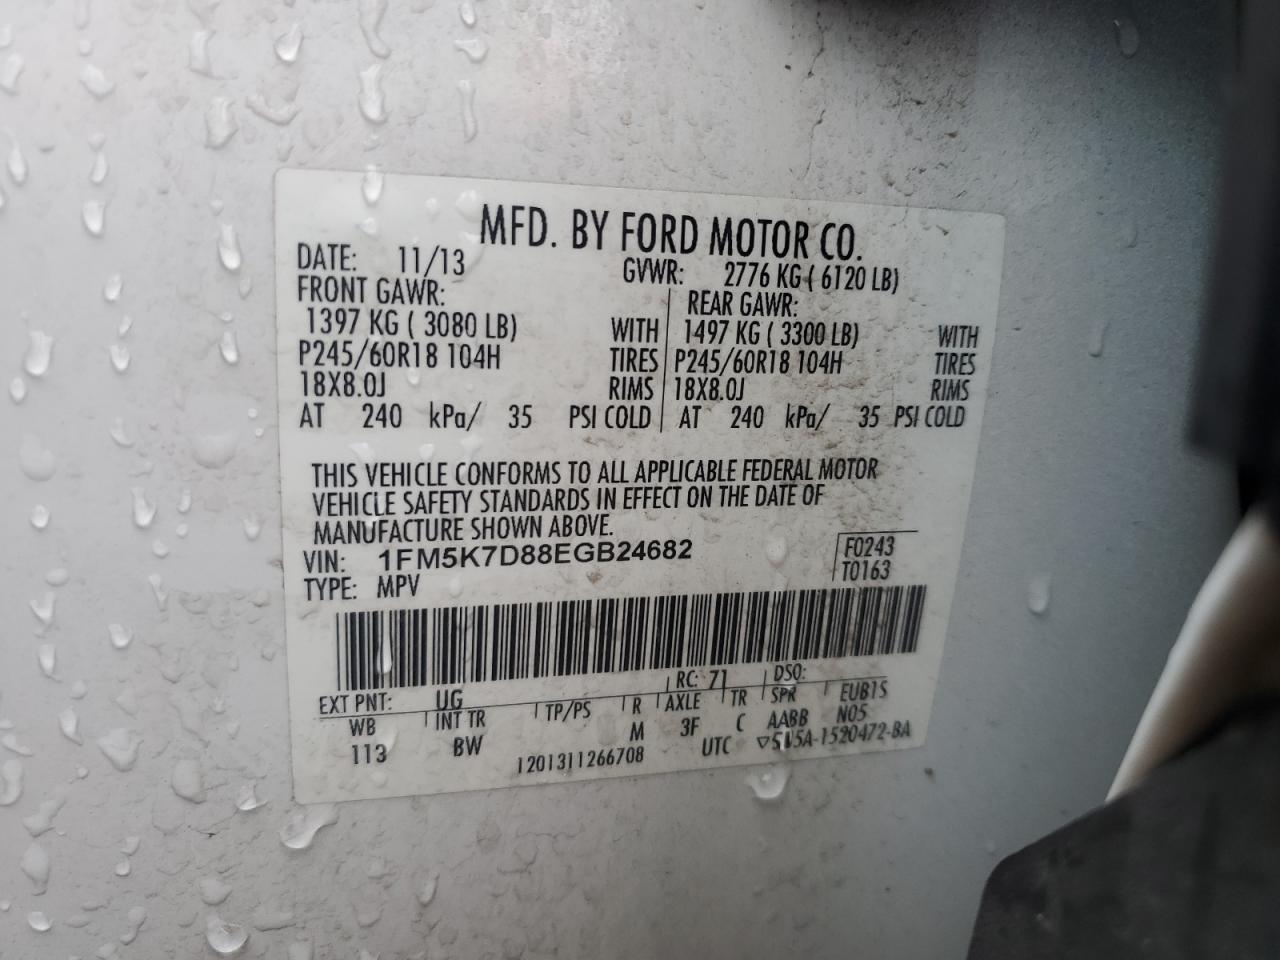 MFD. BY FORD MOTOR CO.
DATE: 11/13 GVWR: 2776 KG ( 6120 LB)
FRONT GAWR: REAR GAWR:
1397 KG ( 3080 LB) WITH 1497 KG ( 3300 LB) WITH
P245/60R18 104H TIRES P245/60R18 104H TIRES
18X8.0J RIMS 18X8.0J RIMS
AT 240 kPa/ 35 PSI COLD AT 240 kPa/ 35 PSI COLD
THIS VEHICLE CONFORMS TO ALL APPLICABLE FEDERAL MOTOR
VEHICLE SAFETY STANDARDS IN EFFECT ON THE DATE OF
MANUFACTURE SHOWN ABOVE.
VIN: 1FM5K7D88EGB24682 F0243
TYPE: MPV T0163
EXT PNT: UG RC: 71 DSO:
WB INT TR TP/PS R AXLE TR SPR EUB1S
113 BW M 3F C AABB N05
1201311266708 UTC